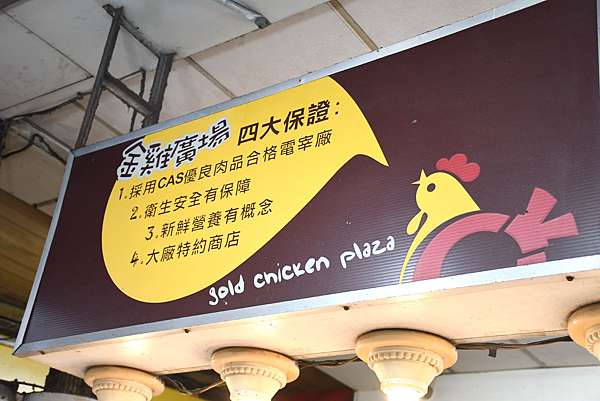 金雞廣場 四大保證:
1.採用CAS優良肉品合格電宰廠
2.衛生安全有保障
3.新鮮營養有概念
4.大廠特約商店
gold chicken plaza